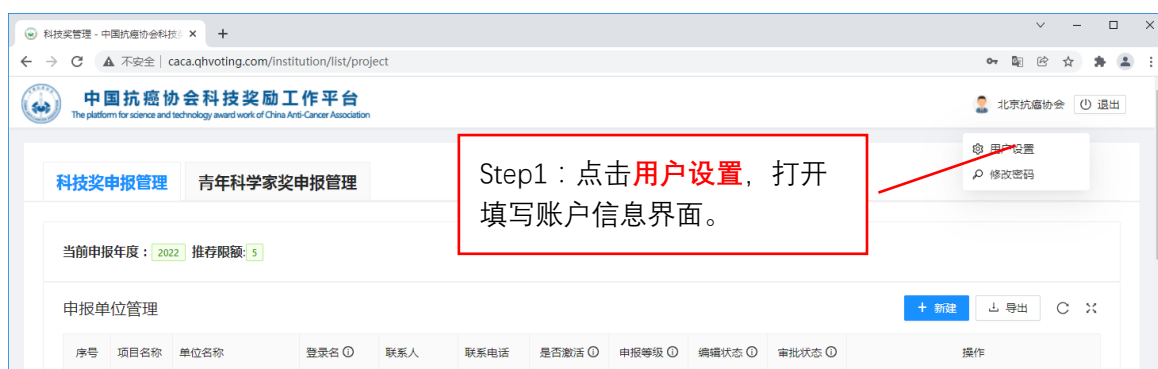 科技奖管理 - 中国抗癌协会科技
不安全 caca.qhvoting.com/institution/list/project
中国抗癌协会科技奖励工作平台
The platform for science and technology award work of China Anti-Cancer Association
北京抗癌协会 退出
用户设置
修改密码
科技奖申报管理 青年科学家奖申报管理
Step1：点击用户设置，打开
填写账户信息界面。
当前申报年度： 2022 推荐限额: 5
申报单位管理
+ 新建 导出
序号 项目名称 单位名称 登录名 联系人 联系电话 是否激活 申报等级 编辑状态 审批状态 操作